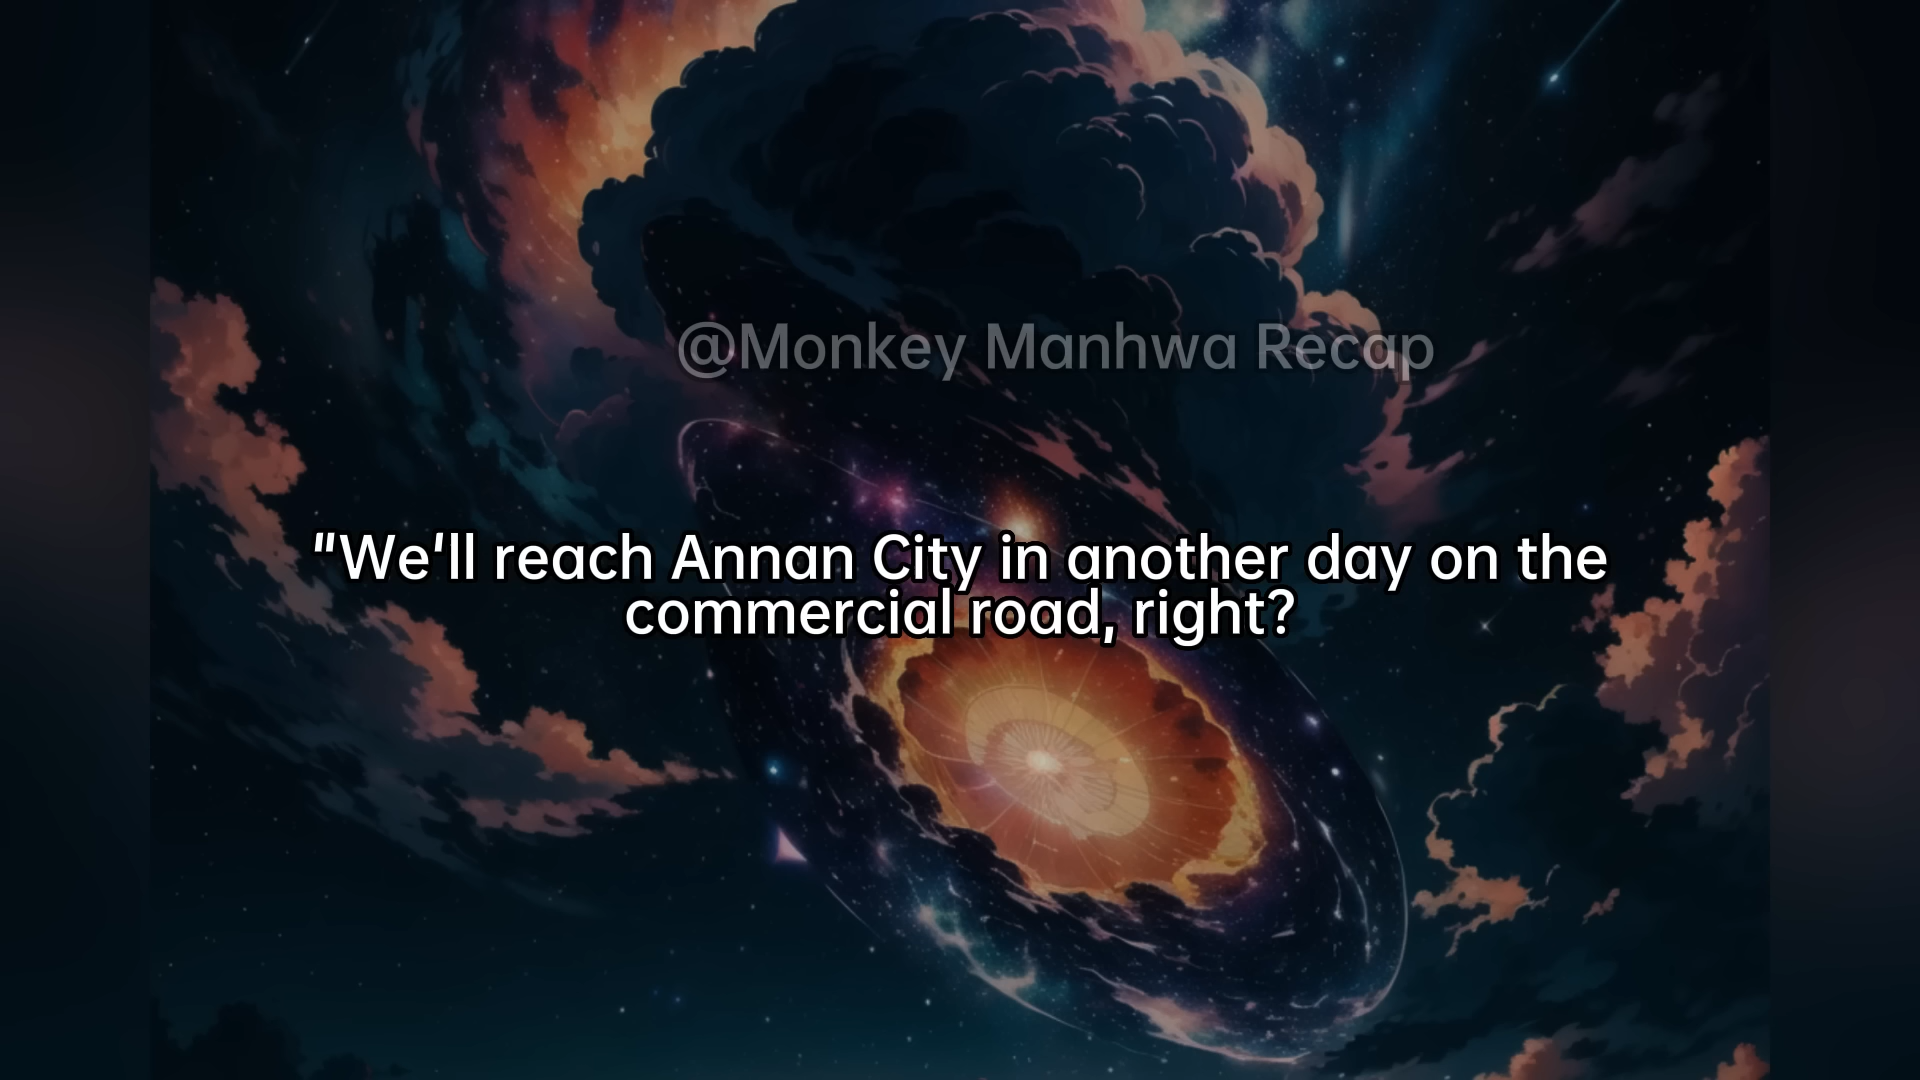 @Monkey Manhwa Recap
"We'll reach Annan City in another day on the
commercial road, right?